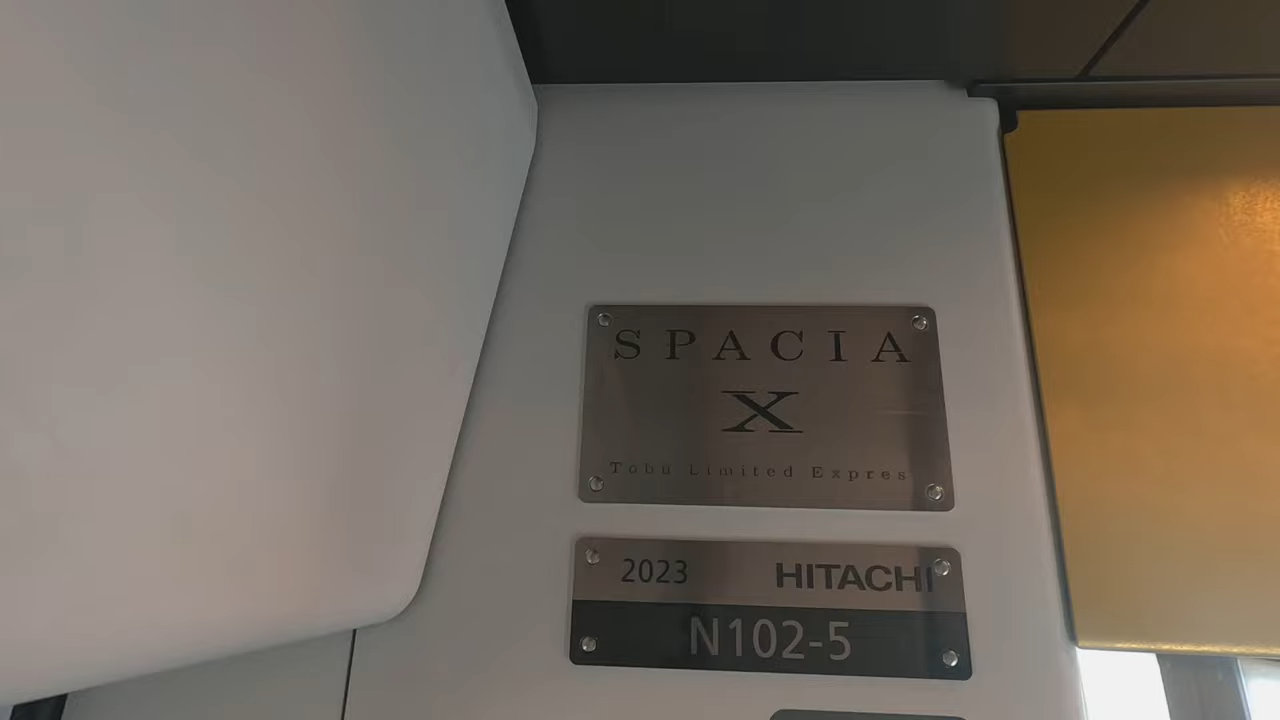 SPACIA
X
Tobu Limited Expres
2023 HITACHI
N102-5